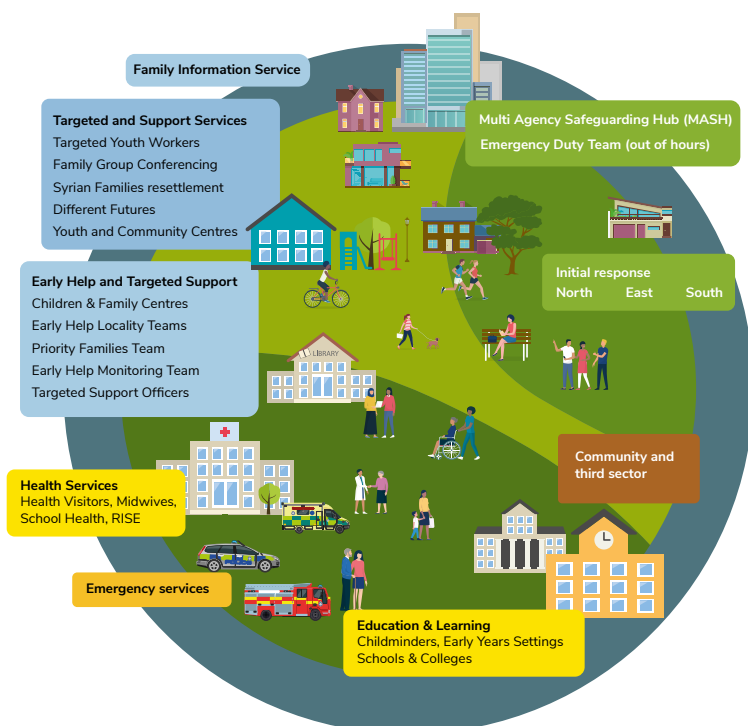 Family Information Service
Multi Agency Safeguarding Hub (MASH)
Emergency Duty Team (out of hours)
Targeted and Support Services
Targeted Youth Workers
Family Group Conferencing
Syrian Families resettlement
Different Futures
Youth and Community Centres
Initial response
North East South
Early Help and Targeted Support
Children & Family Centres
Early Help Locality Teams
Priority Families Team
Early Help Monitoring Team
Targeted Support Officers
LIBRARY
Community and
third sector
Health Services
Health Visitors, Midwives,
School Health, RISE
Emergency services
Education & Learning
Childminders, Early Years Settings
Schools & Colleges